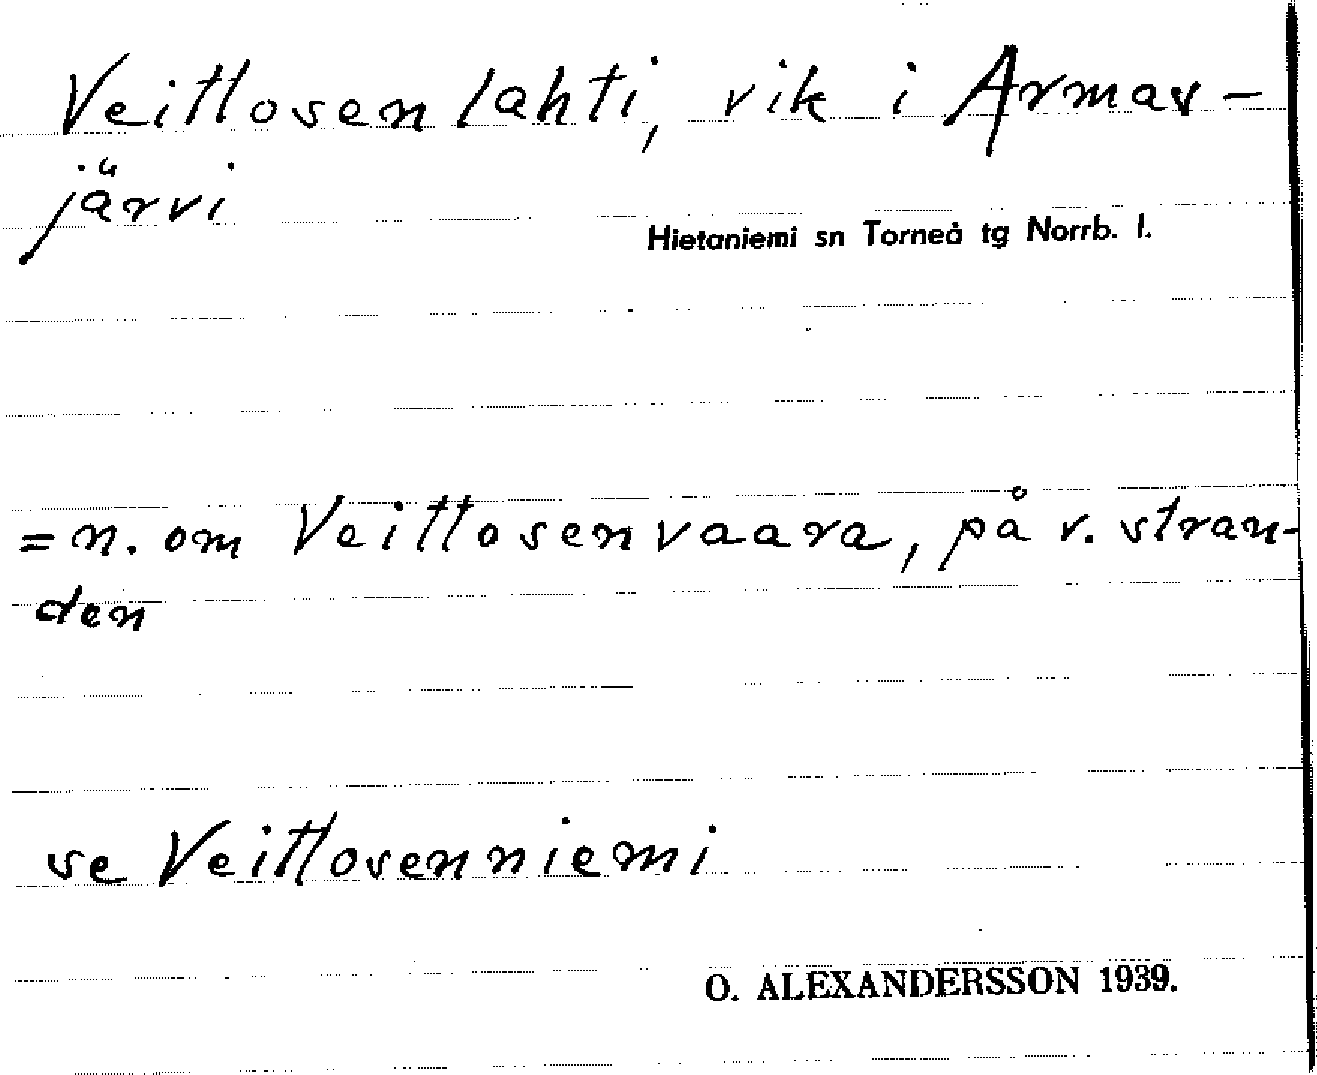 Veittosenlahti, vik i Armas-
järvi
Hietaniemi sn Torneå tg Norrb. l.
= n. om Veittosenvaara, på v. stran-
den
se Veittosenniemi
O. ALEXANDERSSON 1939.